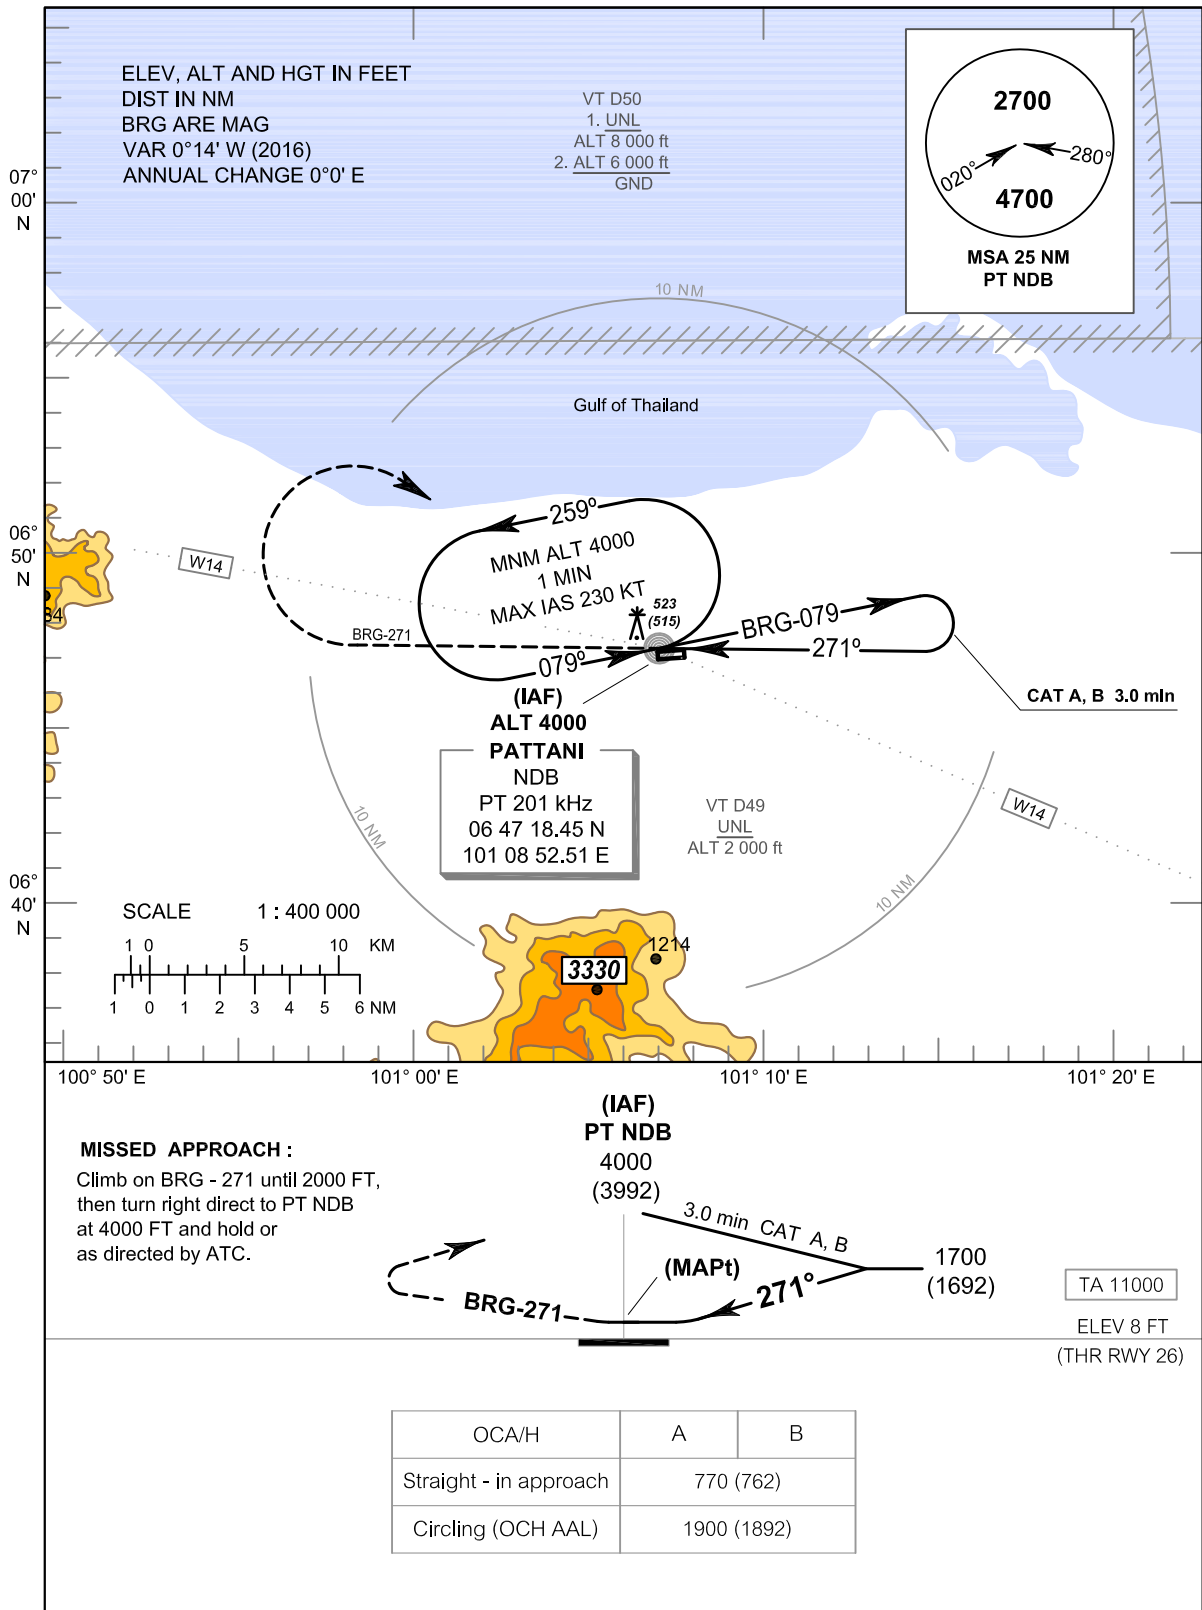 ELEV, ALT AND HGT IN FEET
DIST IN NM
BRG ARE MAG
VAR 0°14' W (2016)
ANNUAL CHANGE 0°0' E
VT D50
1. UNL
ALT 8 000 ft
2. ALT 6 000 ft
GND
2700
020°
280°
4700
MSA 25 NM
PT NDB
07°
00'
N
10 NM
Gulf of Thailand
06°
50'
N
W14
259°
MNM ALT 4000
1 MIN
MAX IAS 230 KT
523
(515)
BRG-079
BRG-271
271°
079°
CAT A, B 3.0 mIn
(IAF)
ALT 4000
PATTANI
NDB
PT 201 kHz
06 47 18.45 N
101 08 52.51 E
VT D49
UNL
ALT 2 000 ft
W14
10 NM
10 NM
06°
40'
N
SCALE 1 : 400 000
1 0 5 10 KM
1 0 1 2 3 4 5 6 NM
1214
3330
100° 50' E
101° 00' E
101° 10' E
101° 20' E
(IAF)
PT NDB
4000
(3992)
MISSED APPROACH :
Climb on BRG - 271 until 2000 FT,
then turn right direct to PT NDB
at 4000 FT and hold or
as directed by ATC.
3.0 min CAT A, B
(MAPt)
271°
BRG-271
1700
(1692)
TA 11000
ELEV 8 FT
(THR RWY 26)
OCA/H A B
Straight - in approach 770 (762)
Circling (OCH AAL) 1900 (1892)